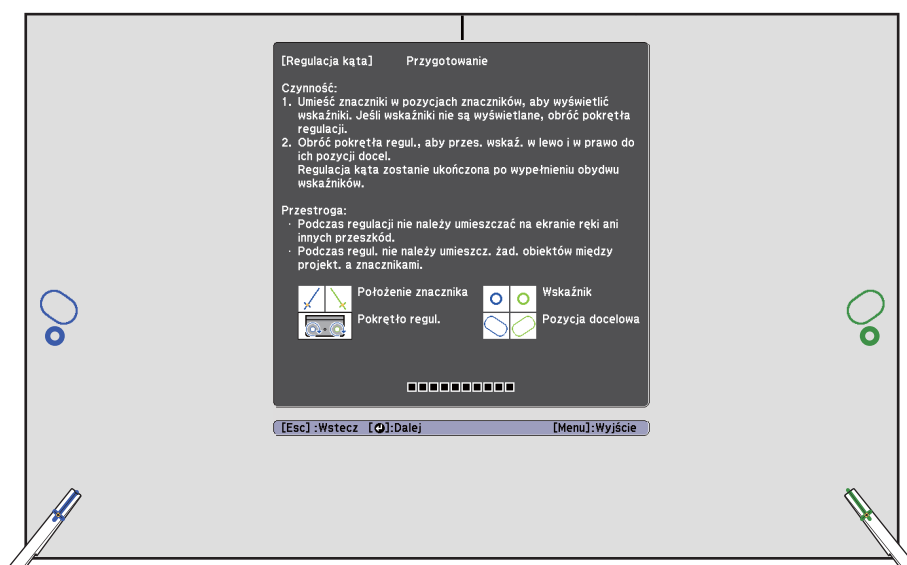 [Regulacja kąta] Przygotowanie
Czynność:
1. Umieść znaczniki w pozycjach znaczników, aby wyświetlić
wskaźniki. Jeśli wskaźniki nie są wyświetlane, obróć pokrętła
regulacji.
2. Obróć pokrętła regul., aby przes. wskaź. w lewo i w prawo do
ich pozycji docel.
Regulacja kąta zostanie ukończona po wypełnieniu obydwu
wskaźników.
Przestroga:
· Podczas regulacji nie należy umieszczać na ekranie ręki ani
innych przeszkód.
· Podczas regul. nie należy umieszcz. żad. obiektów między
projekt. a znacznikami.
Położenie znacznika Wskaźnik
Pokrętło regul. Pozycja docelowa
[Esc] :Wstecz [↵]:Dalej [Menu]:Wyjście